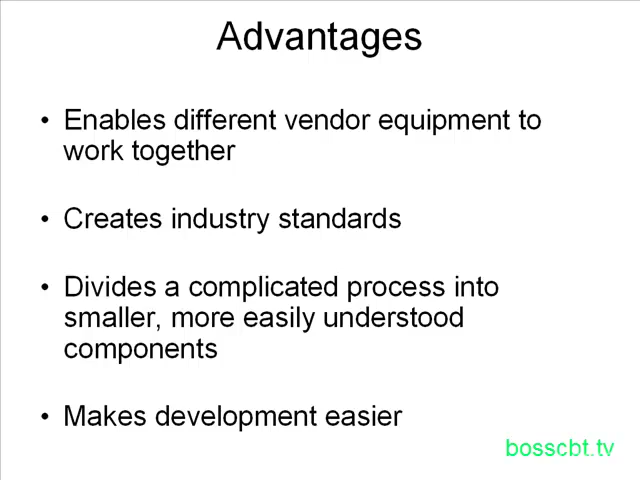 Advantages
• Enables different vendor equipment to
work together
• Creates industry standards
• Divides a complicated process into
smaller, more easily understood
components
• Makes development easier
bosscbt.tv